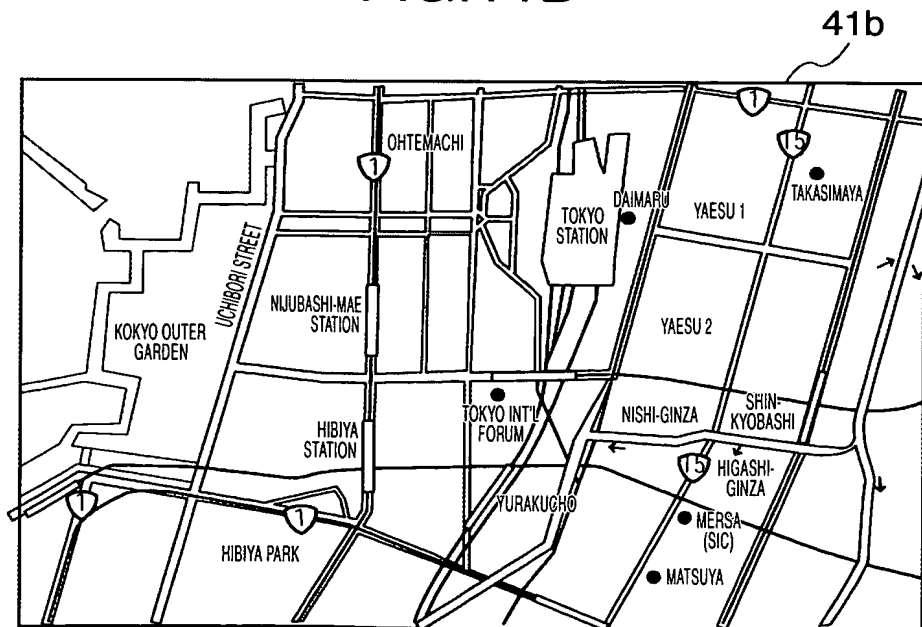 41b
1
15
OHTEMACHI
1
TAKASIMAYA
DAIMARU
YAESU 1
TOKYO
STATION
UCHIBORI STREET
NIJUBASHI-MAE
STATION
KOKYO OUTER
GARDEN
YAESU 2
TOKYO INT'L
FORUM
NISHI-GINZA
SHIN-
KYOBASHI
HIBIYA
STATION
15
HIGASHI-
GINZA
1
1
YURAKUCHO
MERSA
(SIC)
HIBIYA PARK
MATSUYA